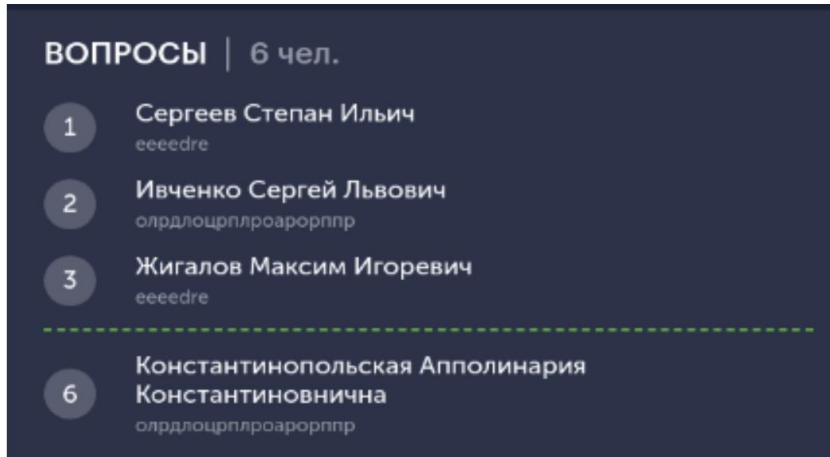 ВОПРОСЫ | 6 чел.
1 Сергеев Степан Ильич
eeeedre
2 Ивченко Сергей Львович
олрдлоцрплроарорппр
3 Жигалов Максим Игоревич
eeeedre
Константинопольская Апполинария
6 Константиновнична
олрдлоцрплроарорппр